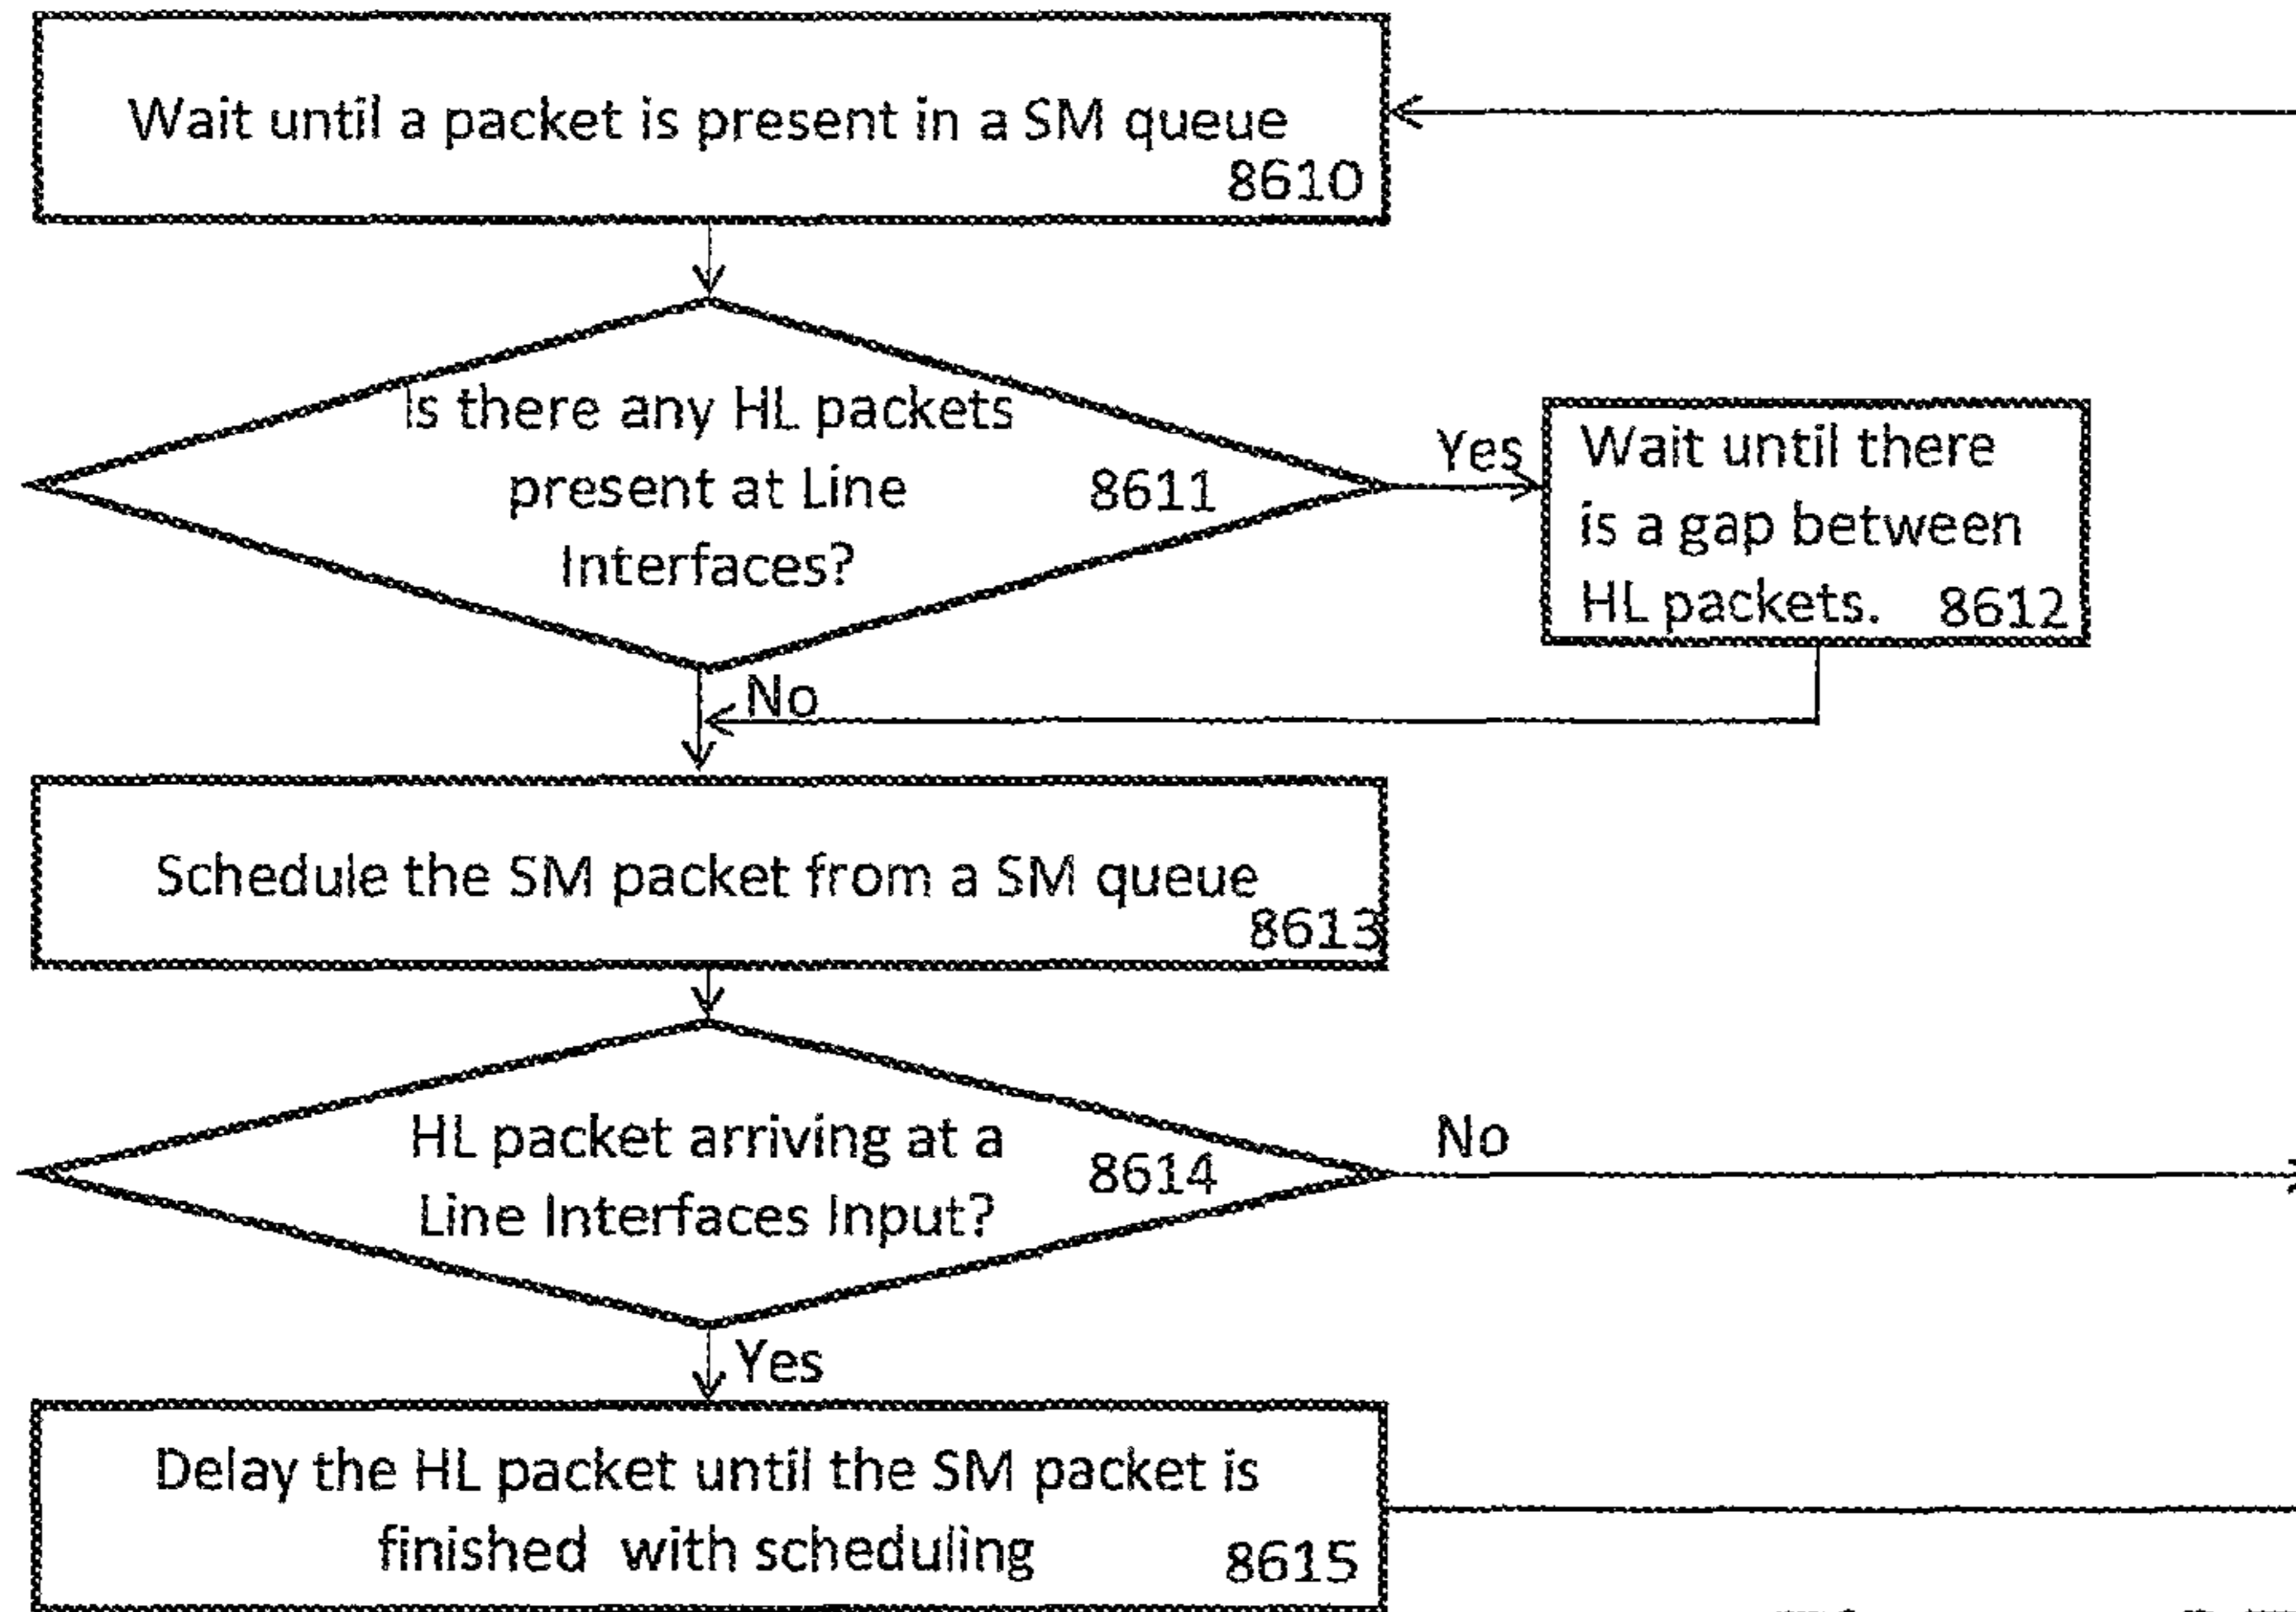 Wait until a packet is present in a SM queue
8610
Is there any HL packets
present at Line
Interfaces?
8611
Yes
Wait until there
is a gap between
HL packets.
8612
No
Schedule the SM packet from a SM queue
8613
HL packet arriving at a
Line Interfaces Input?
8614
No
Yes
Delay the HL packet until the SM packet is
finished with scheduling
8615